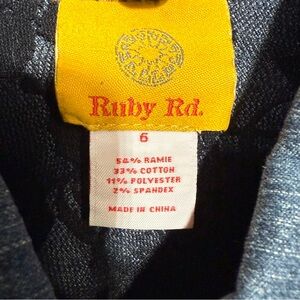 Ruby Rd.
6
54% RAMIE
33% COTTON
11% POLYESTER
2% SPANDEX
MADE IN CHINA